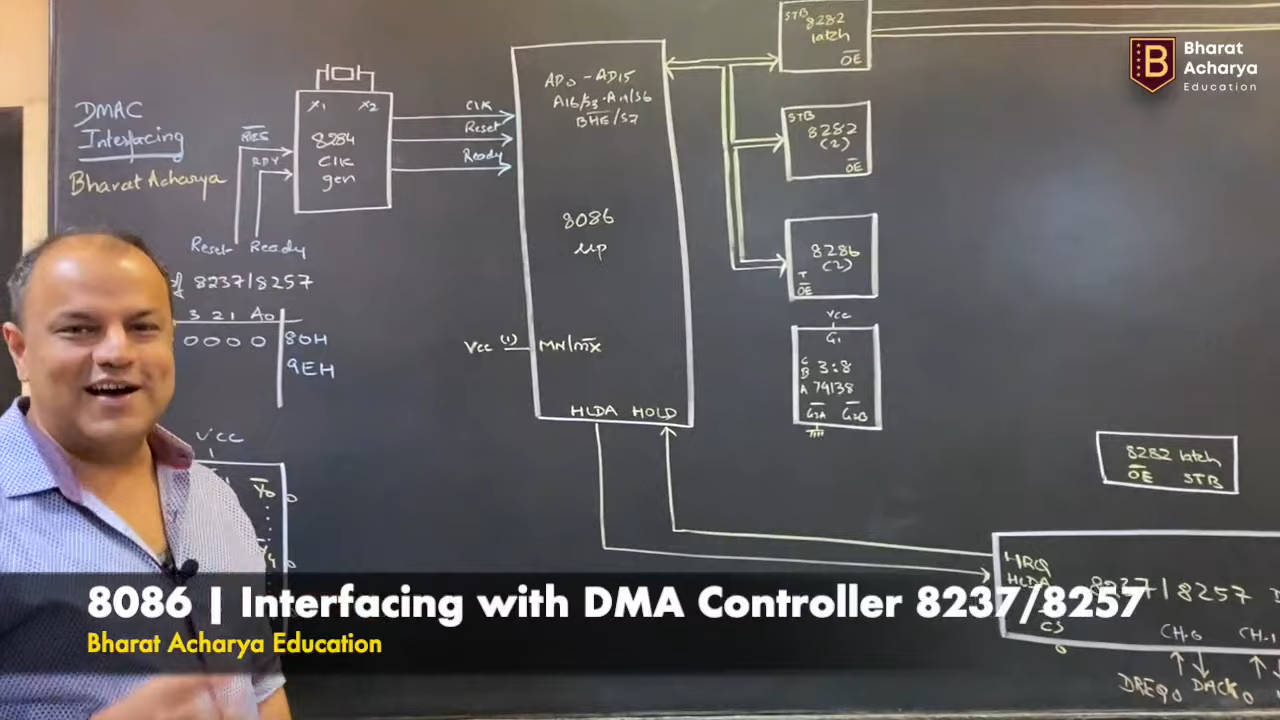 DMAC
Interfacing
Bharat Acharya
X1 X2
8284
Clk
gen
RES
RDY
Reset Ready
CLK
Reset
Ready
8237/8257
3 2 1 A0
0 0 0 0 80H
9EH
VCC
Y0
Y4
AD0 - AD15
A16/S3 - A19/S6
BHE/S7
8086
μp
Vcc (1) MN/MX
HLDA HOLD
STB 8282
latch
OE
STB
8282
(2)
OE
8286
(2)
T
OE
VCC
G1
C
B 3:8
A 74138
G2A G2B
8282 latch
OE STB
HRQ
HLDA
8237/8257
CS
CH-0 CH-1
DREQ0 DACK0
Bharat
Acharya
Education
8086 | Interfacing with DMA Controller 8237/8257
Bharat Acharya Education